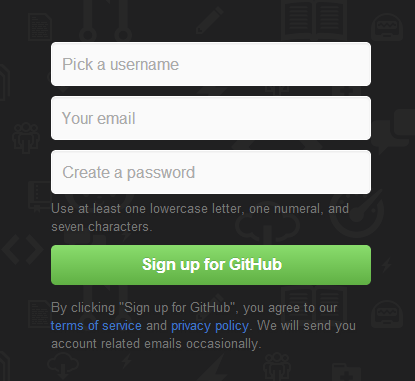 Pick a username
Your email
Create a password
Use at least one lowercase letter, one numeral, and
seven characters.
Sign up for GitHub
By clicking "Sign up for GitHub", you agree to our
terms of service and privacy policy. We will send you
account related emails occasionally.